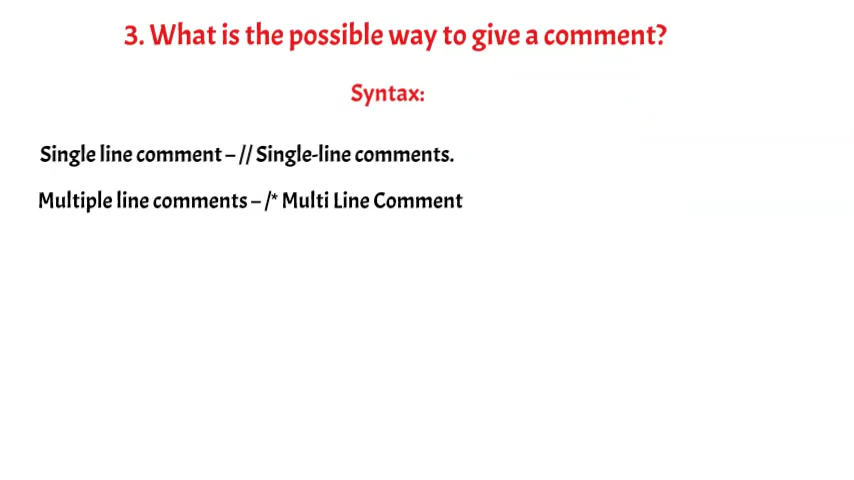 3. What is the possible way to give a comment?
Syntax:
Single line comment – // Single-line comments.
Multiple line comments – /* Multi Line Comment